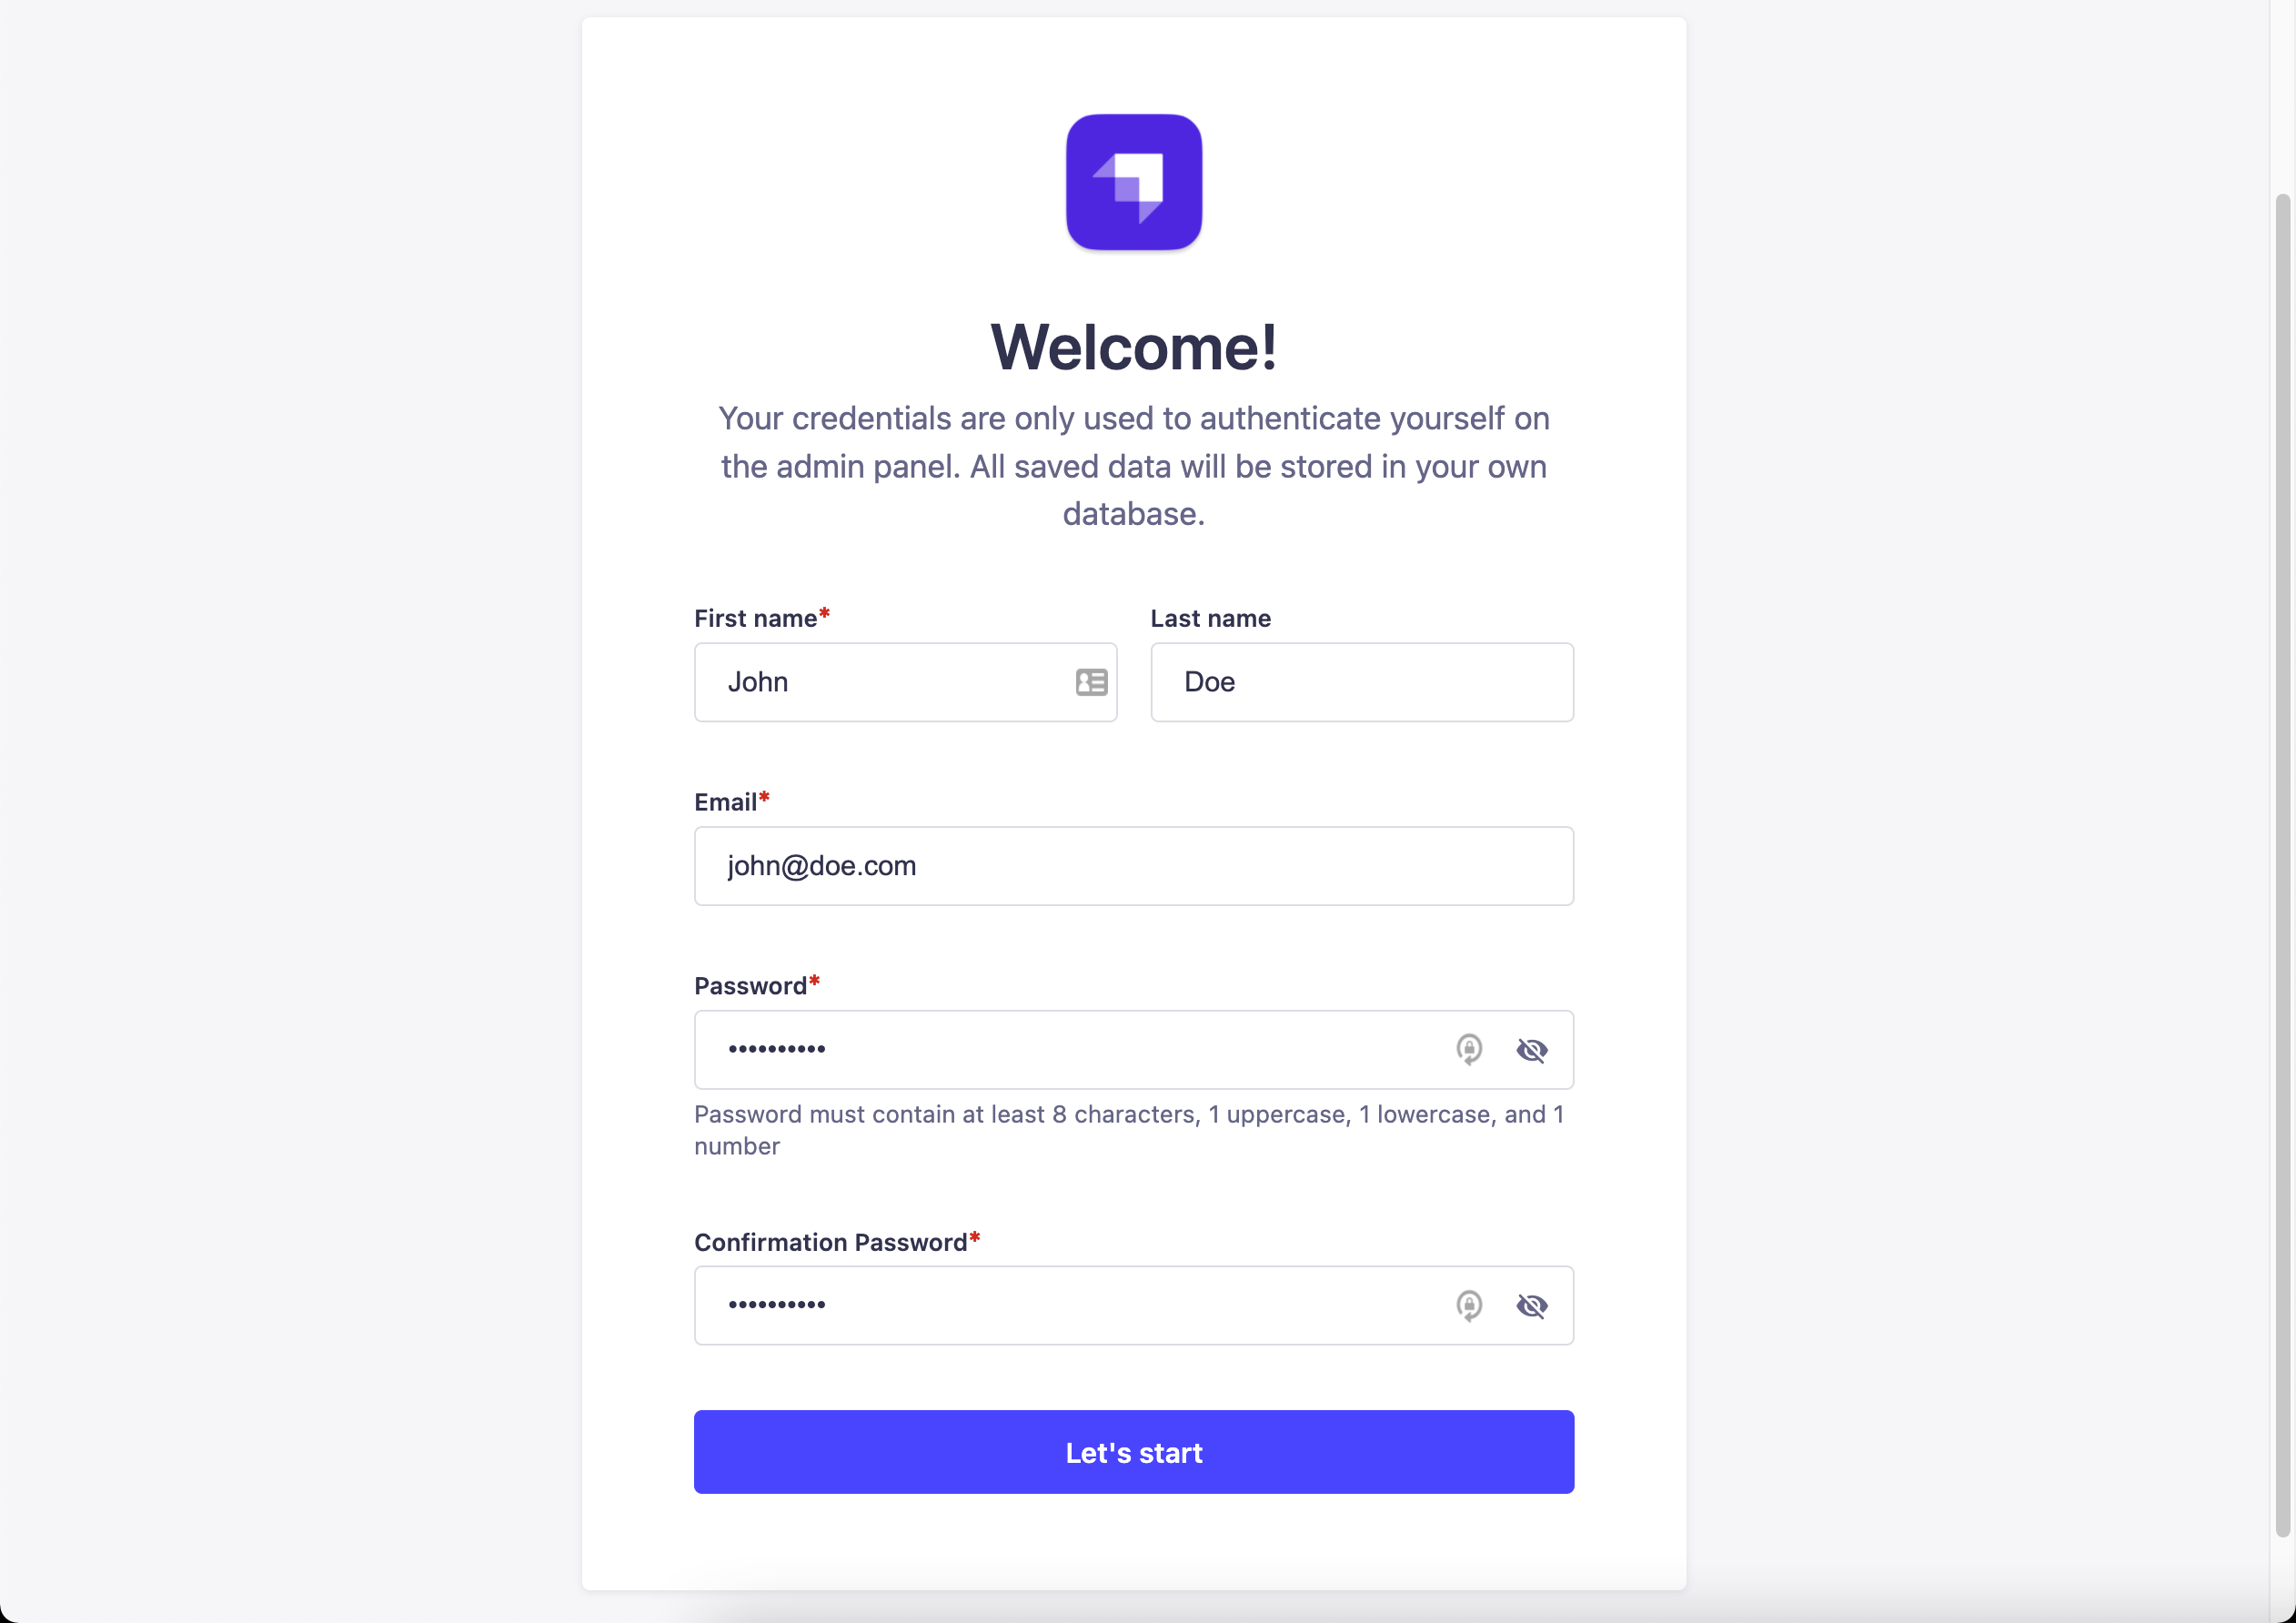 Welcome!
Your credentials are only used to authenticate yourself on
the admin panel. All saved data will be stored in your own
database.
First name*
Last name
John
Doe
Email*
john@doe.com
Password*
••••••••••
Password must contain at least 8 characters, 1 uppercase, 1 lowercase, and 1
number
Confirmation Password*
••••••••••
Let's start